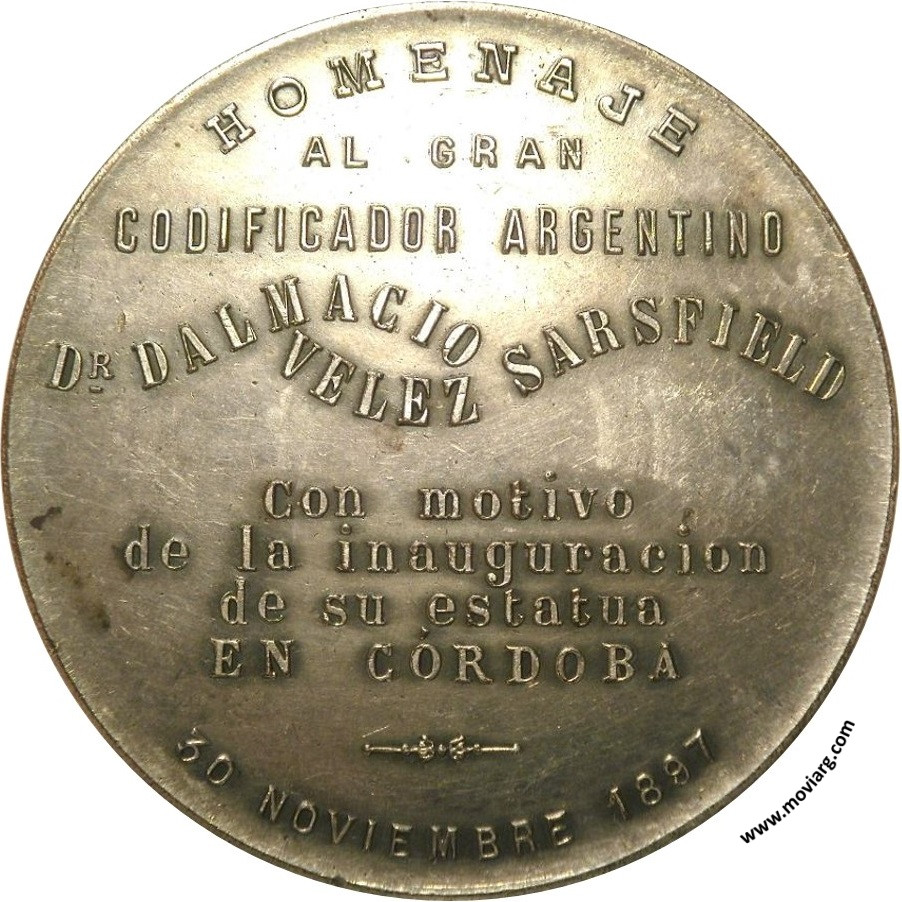 HOMENAJE
AL GRAN
CODIFICADOR ARGENTINO
DR DALMACIO VELEZ SARSFIELD
Con motivo
de la inauguracion
de su estatua
EN CÓRDOBA
30 NOVIEMBRE 1897
www.moviarg.com